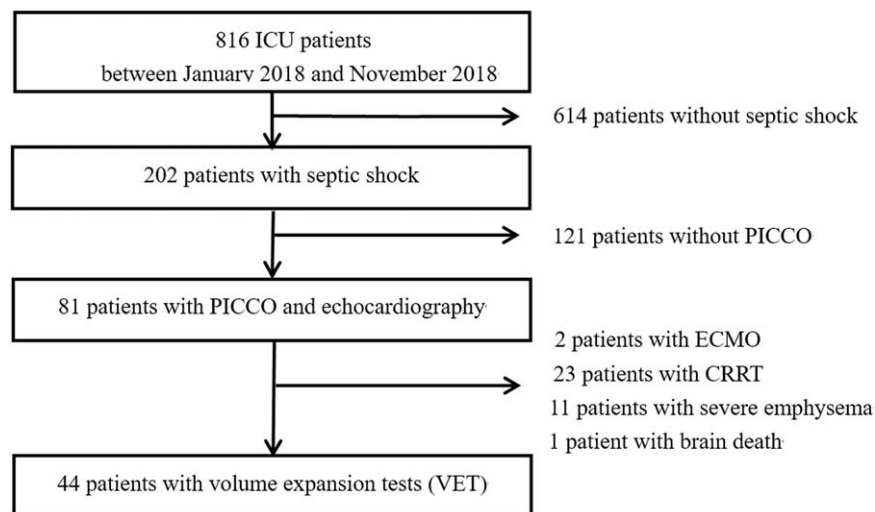 816 ICU patients
between January 2018 and November 2018
614 patients without septic shock
202 patients with septic shock
121 patients without PICCO
81 patients with PICCO and echocardiography
2 patients with ECMO
23 patients with CRRT
11 patients with severe emphysema
1 patient with brain death
44 patients with volume expansion tests (VET)